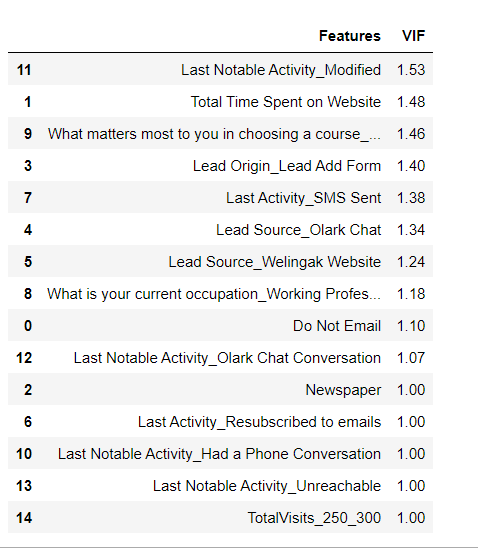 Features VIF
11 Last Notable Activity_Modified 1.53
1 Total Time Spent on Website 1.48
9 What matters most to you in choosing a course_... 1.46
3 Lead Origin_Lead Add Form 1.40
7 Last Activity_SMS Sent 1.38
4 Lead Source_Olark Chat 1.34
5 Lead Source_Welingak Website 1.24
8 What is your current occupation_Working Profes... 1.18
0 Do Not Email 1.10
12 Last Notable Activity_Olark Chat Conversation 1.07
2 Newspaper 1.00
6 Last Activity_Resubscribed to emails 1.00
10 Last Notable Activity_Had a Phone Conversation 1.00
13 Last Notable Activity_Unreachable 1.00
14 TotalVisits_250_300 1.00